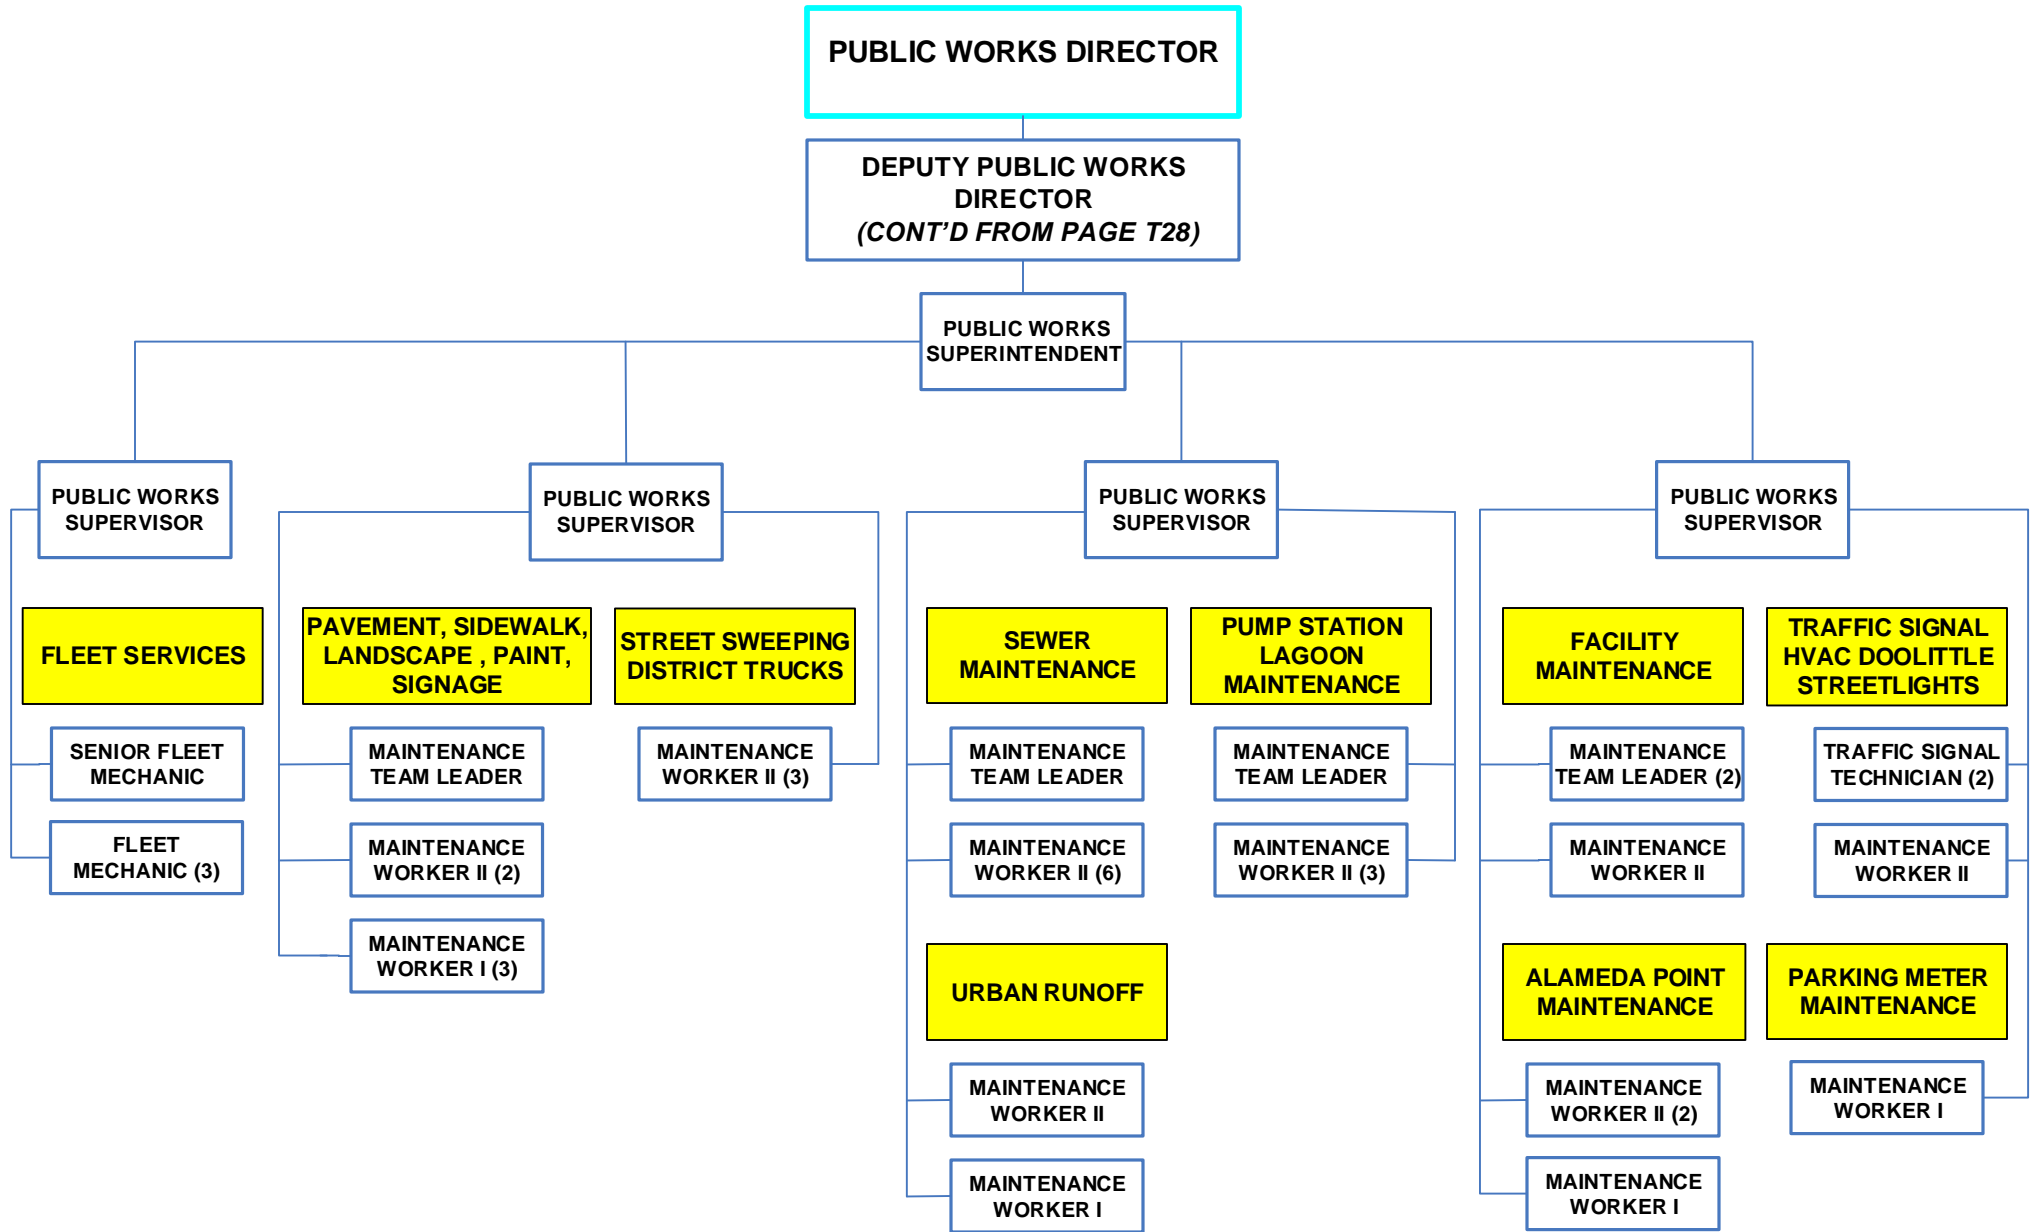 PUBLIC WORKS DIRECTOR
DEPUTY PUBLIC WORKS
DIRECTOR
(CONT'D FROM PAGE T28)
PUBLIC WORKS
SUPERINTENDENT
PUBLIC WORKS
SUPERVISOR
PUBLIC WORKS
SUPERVISOR
PUBLIC WORKS
SUPERVISOR
PUBLIC WORKS
SUPERVISOR
FLEET SERVICES
PAVEMENT, SIDEWALK,
LANDSCAPE , PAINT,
SIGNAGE
STREET SWEEPING
DISTRICT TRUCKS
SEWER
MAINTENANCE
PUMP STATION
LAGOON
MAINTENANCE
FACILITY
MAINTENANCE
TRAFFIC SIGNAL
HVAC DOOLITTLE
STREETLIGHTS
SENIOR FLEET
MECHANIC
MAINTENANCE
TEAM LEADER
MAINTENANCE
WORKER II (3)
MAINTENANCE
TEAM LEADER
MAINTENANCE
TEAM LEADER
MAINTENANCE
TEAM LEADER (2)
TRAFFIC SIGNAL
TECHNICIAN (2)
FLEET
MECHANIC (3)
MAINTENANCE
WORKER II (2)
MAINTENANCE
WORKER II (6)
MAINTENANCE
WORKER II (3)
MAINTENANCE
WORKER II
MAINTENANCE
WORKER II
MAINTENANCE
WORKER I (3)
URBAN RUNOFF
ALAMEDA POINT
MAINTENANCE
PARKING METER
MAINTENANCE
MAINTENANCE
WORKER II
MAINTENANCE
WORKER II (2)
MAINTENANCE
WORKER I
MAINTENANCE
WORKER I
MAINTENANCE
WORKER I